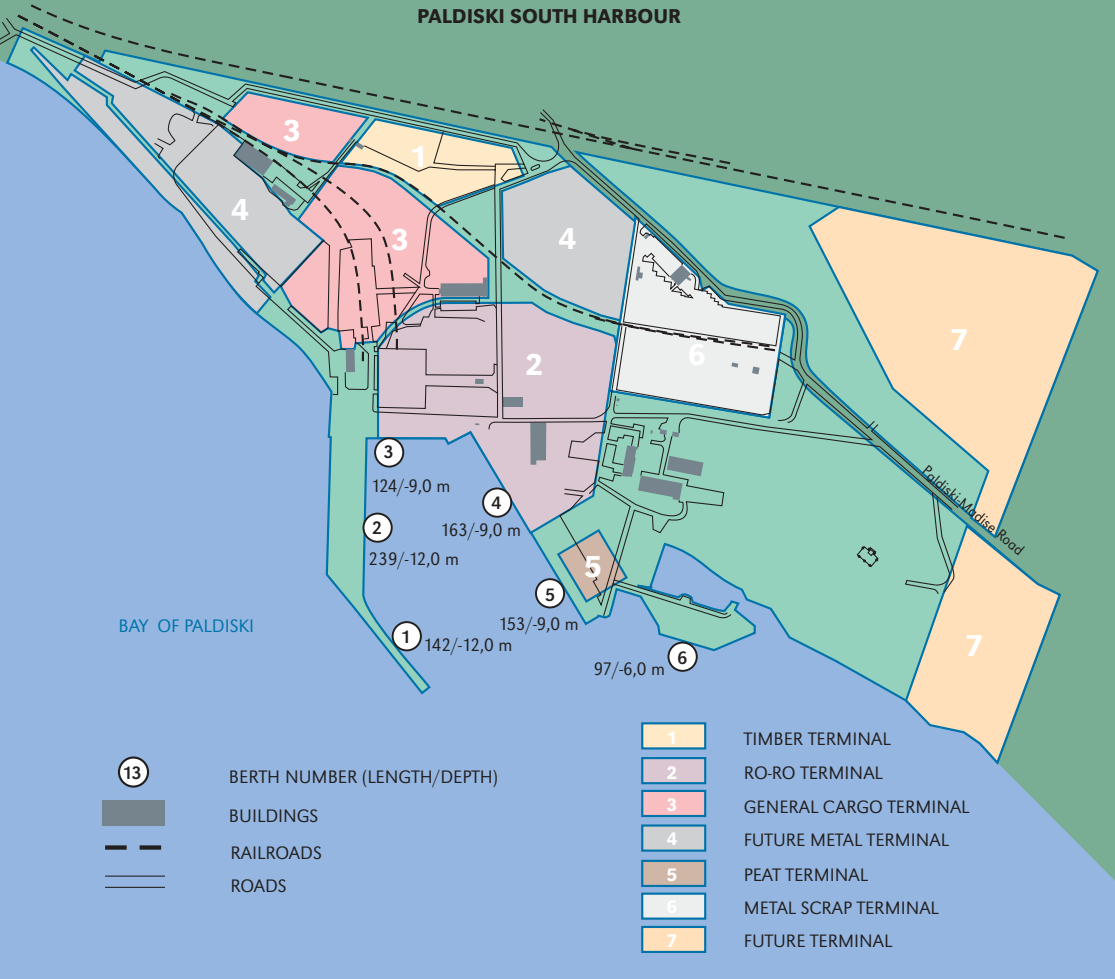 PALDISKI SOUTH HARBOUR
3
1
4
3
4
7
6
2
3
124/-9,0 m
4
163/-9,0 m
2
239/-12,0 m
Paldiski-Madise Road
5
5
153/-9,0 m
BAY OF PALDISKI
1
142/-12,0 m
6
97/-6,0 m
7
13 BERTH NUMBER (LENGTH/DEPTH)
BUILDINGS
RAILROADS
ROADS
1 TIMBER TERMINAL
2 RO-RO TERMINAL
3 GENERAL CARGO TERMINAL
4 FUTURE METAL TERMINAL
5 PEAT TERMINAL
6 METAL SCRAP TERMINAL
7 FUTURE TERMINAL